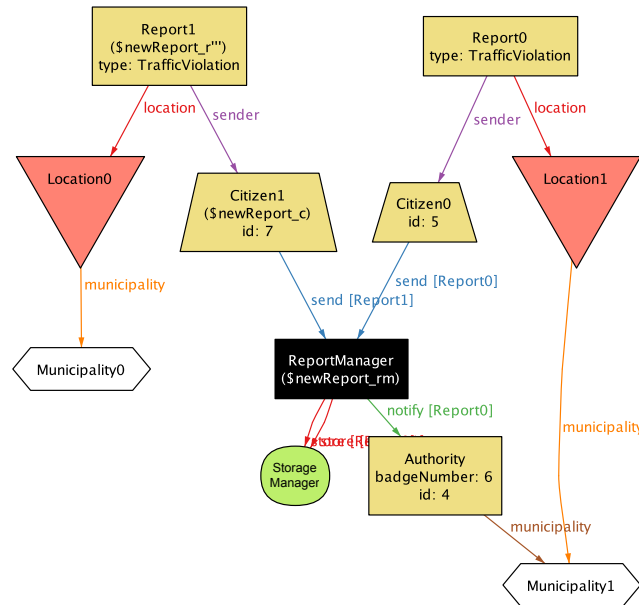 Report1
($newReport_r''')
type: TrafficViolation
Report0
type: TrafficViolation
location
sender
sender
location
Location0
Citizen1
($newReport_c)
id: 7
Citizen0
id: 5
Location1
municipality
send [Report1]
send [Report0]
Municipality0
ReportManager
($newReport_rm)
notify [Report0]
municipality
store
Storage
Manager
Authority
badgeNumber: 6
id: 4
municipality
Municipality1